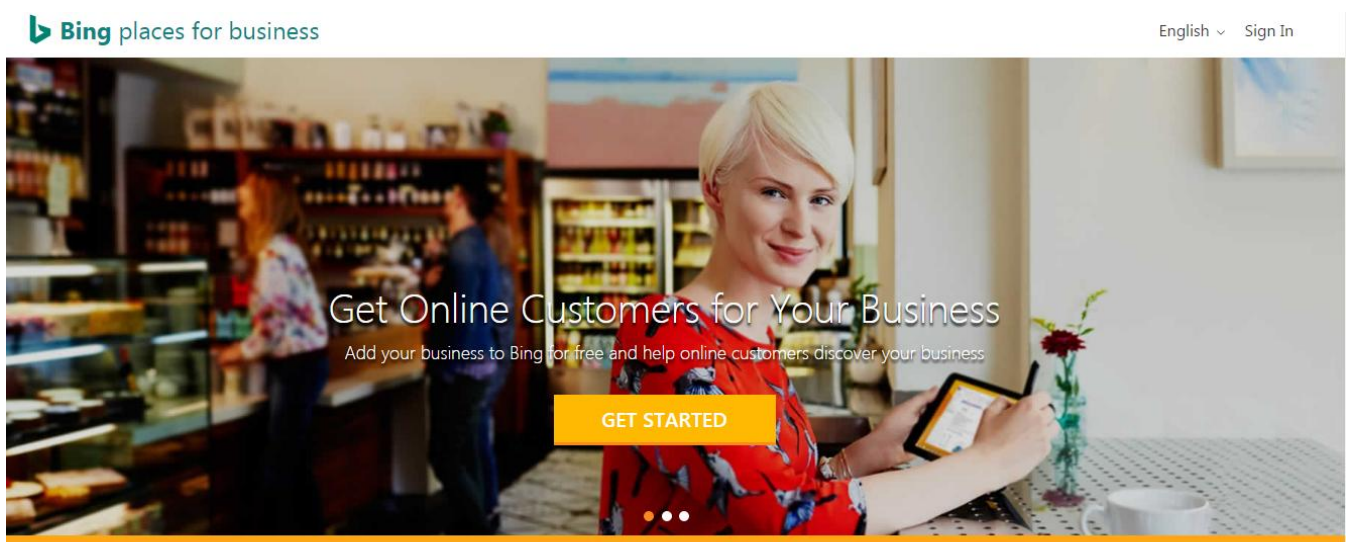 Bing places for business
English
Sign In
Get Online Customers for Your Business
Add your business to Bing for free and help online customers discover your business
GET STARTED